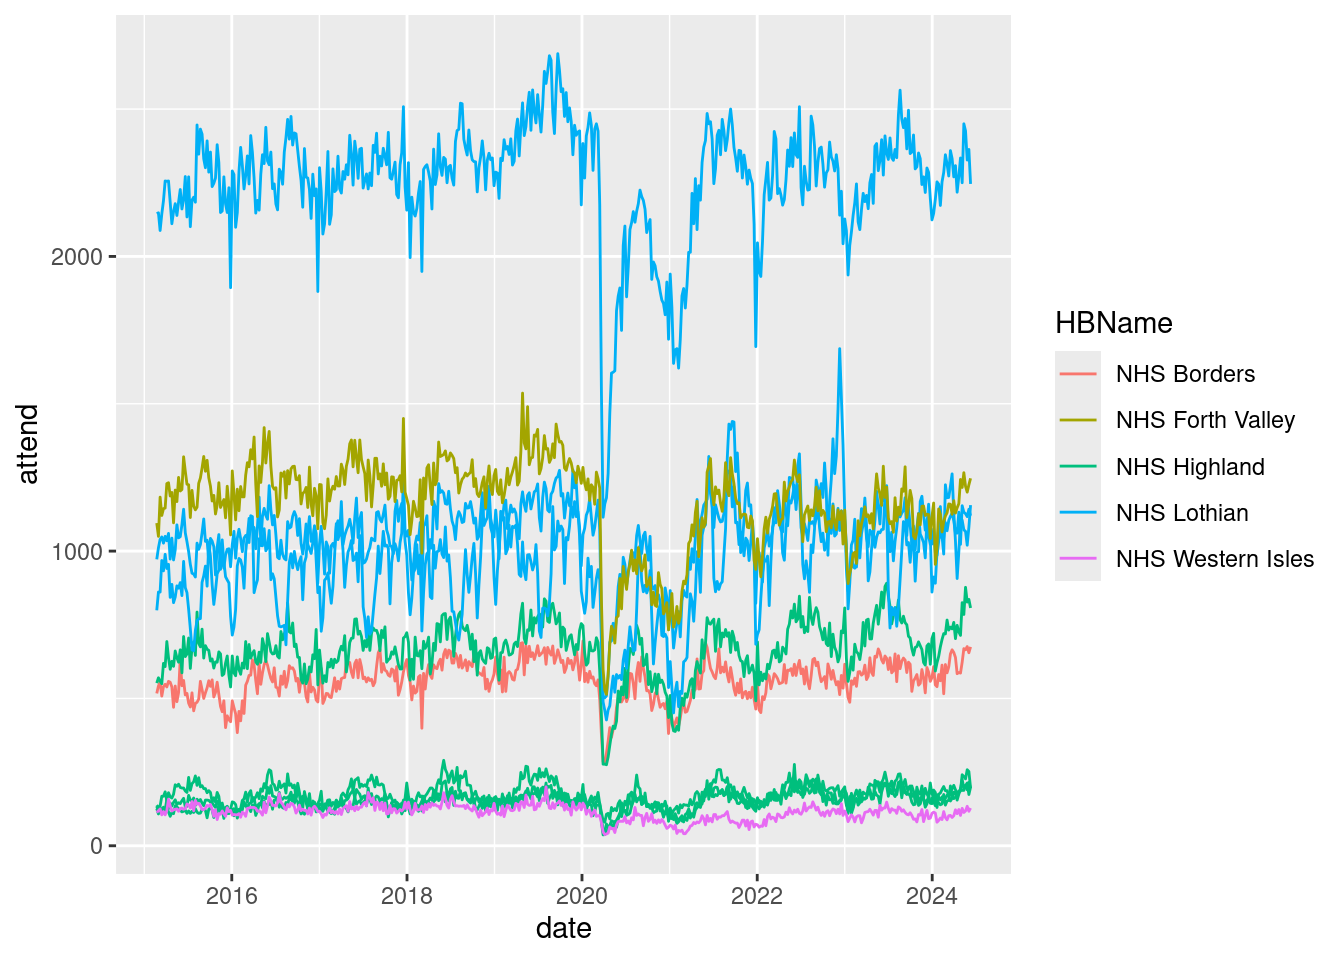 2000
1000
0
attend
2016
2018
2020
2022
2024
date
HBName
NHS Borders
NHS Forth Valley
NHS Highland
NHS Lothian
NHS Western Isles